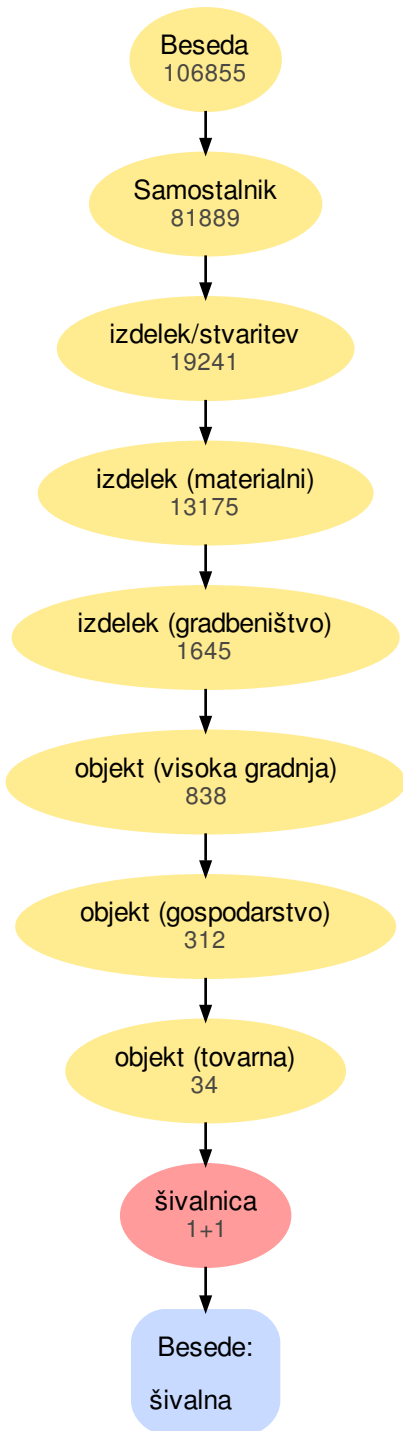 Beseda
106855
Samostalnik
81889
izdelek/stvaritev
19241
izdelek (materialni)
13175
izdelek (gradbeništvo)
1645
objekt (visoka gradnja)
838
objekt (gospodarstvo)
312
objekt (tovarna)
34
šivalnica
1+1
Besede:
šivalna